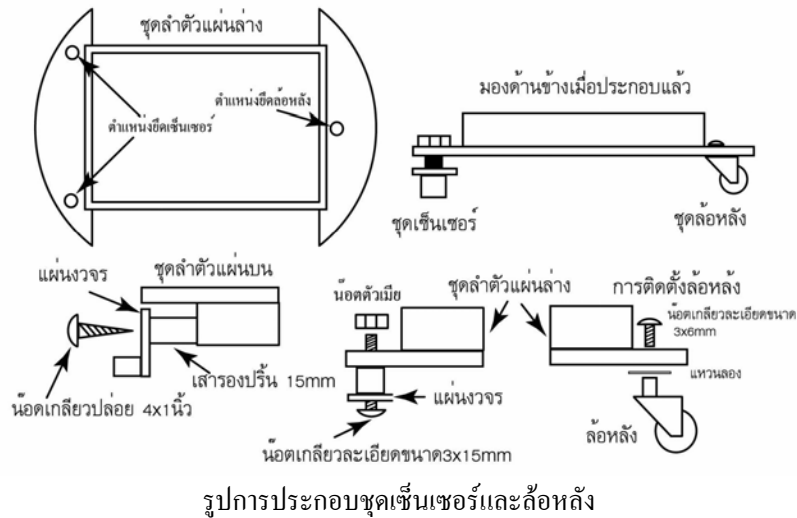 ชุดลำตัวแผ่นล่าง
ตำแหน่งยึดล้อหลัง
ตำแหน่งยึดเซ็นเซอร์
มองด้านข้างเมื่อประกอบแล้ว
ชุดเซ็นเซอร์
ชุดล้อหลัง
แผ่นงวจร
ชุดลำตัวแผ่นบน
เสารองปริ้น 15mm
น๊อดเกลียวปล่อย 4x1นิ้ว
น๊อตตัวเมีย
ชุดลำตัวแผ่นล่าง
แผ่นงวจร
น๊อตเกลียวละเอียดขนาด3x15mm
การติดตั้งล้อหลัง
น๊อตเกลียวละเอียดขนาด
3x6mm
แหวนลอง
ล้อหลัง
รูปการประกอบชุดเซ็นเซอร์และล้อหลัง